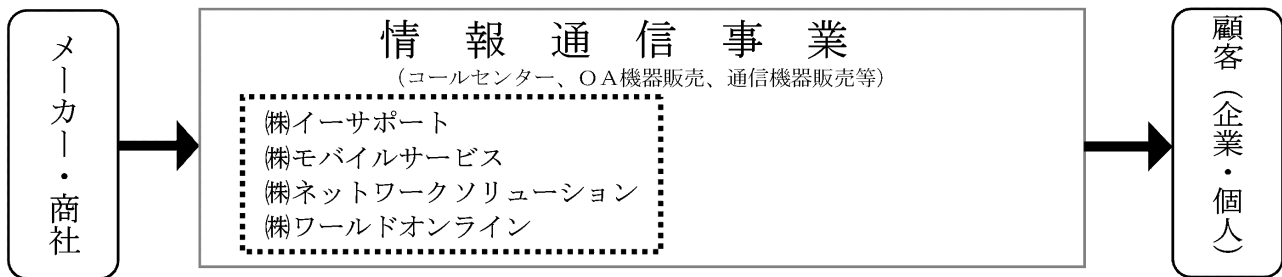 メーカー・商社
情報通信事業
（コールセンター、ＯＡ機器販売、通信機器販売等）
㈱イーサポート
㈱モバイルサービス
㈱ネットワークソリューション
㈱ワールドオンライン
顧客（企業・個人）